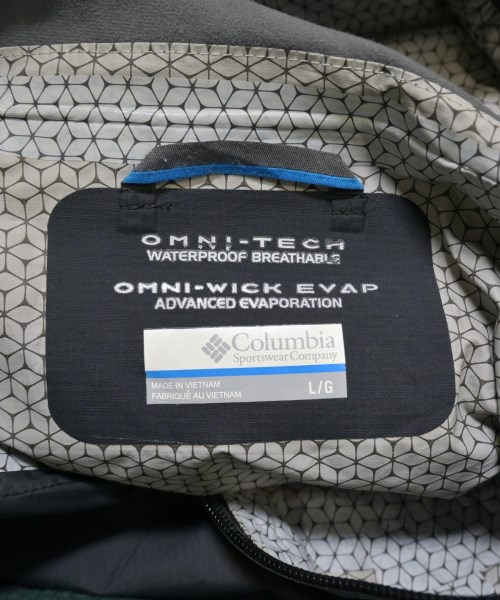 OMNI-TECH
WATERPROOF BREATHABLE
OMNI-WICK EVAP
ADVANCED EVAPORATION
Columbia
Sportswear Company
MADE IN VIETNAM
FABRIQUÉ AU VIETNAM
L/G